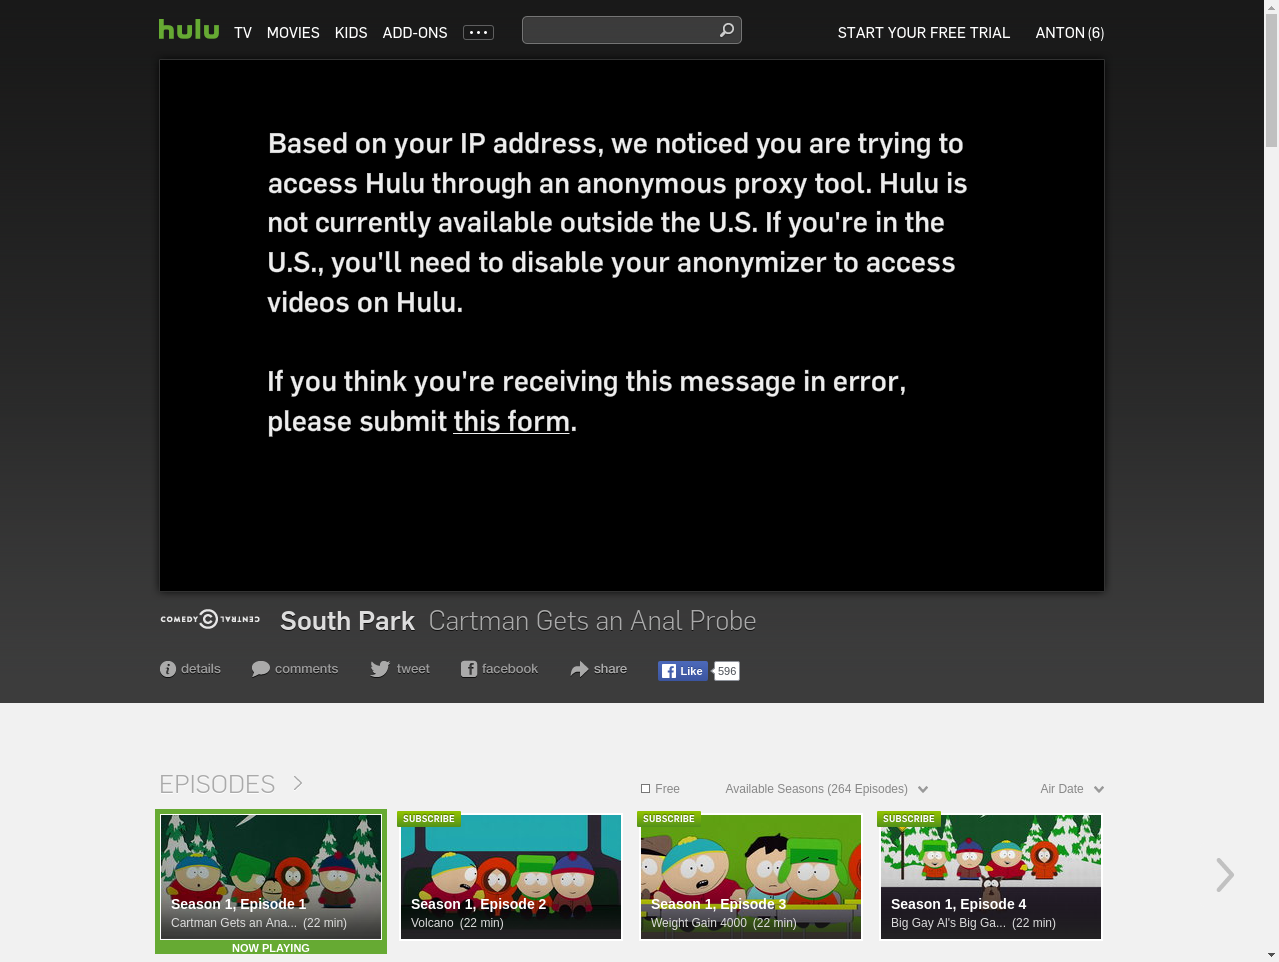 hulu TV MOVIES KIDS ADD-ONS START YOUR FREE TRIAL ANTON (6)
Based on your IP address, we noticed you are trying to
access Hulu through an anonymous proxy tool. Hulu is
not currently available outside the U.S. If you're in the
U.S., you'll need to disable your anonymizer to access
videos on Hulu.
If you think you're receiving this message in error,
please submit this form.
COMEDY CENTRAL South Park Cartman Gets an Anal Probe
details comments tweet facebook share Like 596
EPISODES Free Available Seasons (264 Episodes) Air Date
SUBSCRIBE SUBSCRIBE SUBSCRIBE
Season 1, Episode 1 Season 1, Episode 2 Season 1, Episode 3 Season 1, Episode 4
Cartman Gets an Ana... (22 min) Volcano (22 min) Weight Gain 4000 (22 min) Big Gay Al's Big Ga... (22 min)
NOW PLAYING